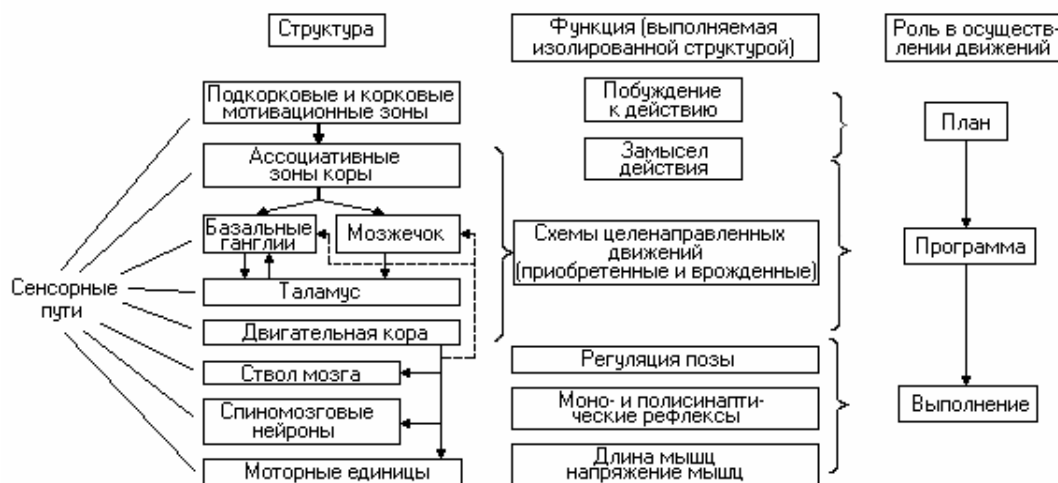 Структура
Функция (выполняемая
изолированной структурой)
Роль в осуществ-
лении движений
Подкорковые и корковые
мотивационные зоны
Побуждение
к действию
План
Ассоциативные
зоны коры
Замысел
действия
Базальные
ганглии
Мозжечок
Схемы целенаправленных
движений
(приобретенные и врожденные)
Программа
Сенсорные
пути
Таламус
Двигательная кора
Ствол мозга
Регуляция позы
Спиномозговые
нейроны
Моно- и полисинапти-
ческие рефлексы
Выполнение
Моторные единицы
Длина мышц
напряжение мышц